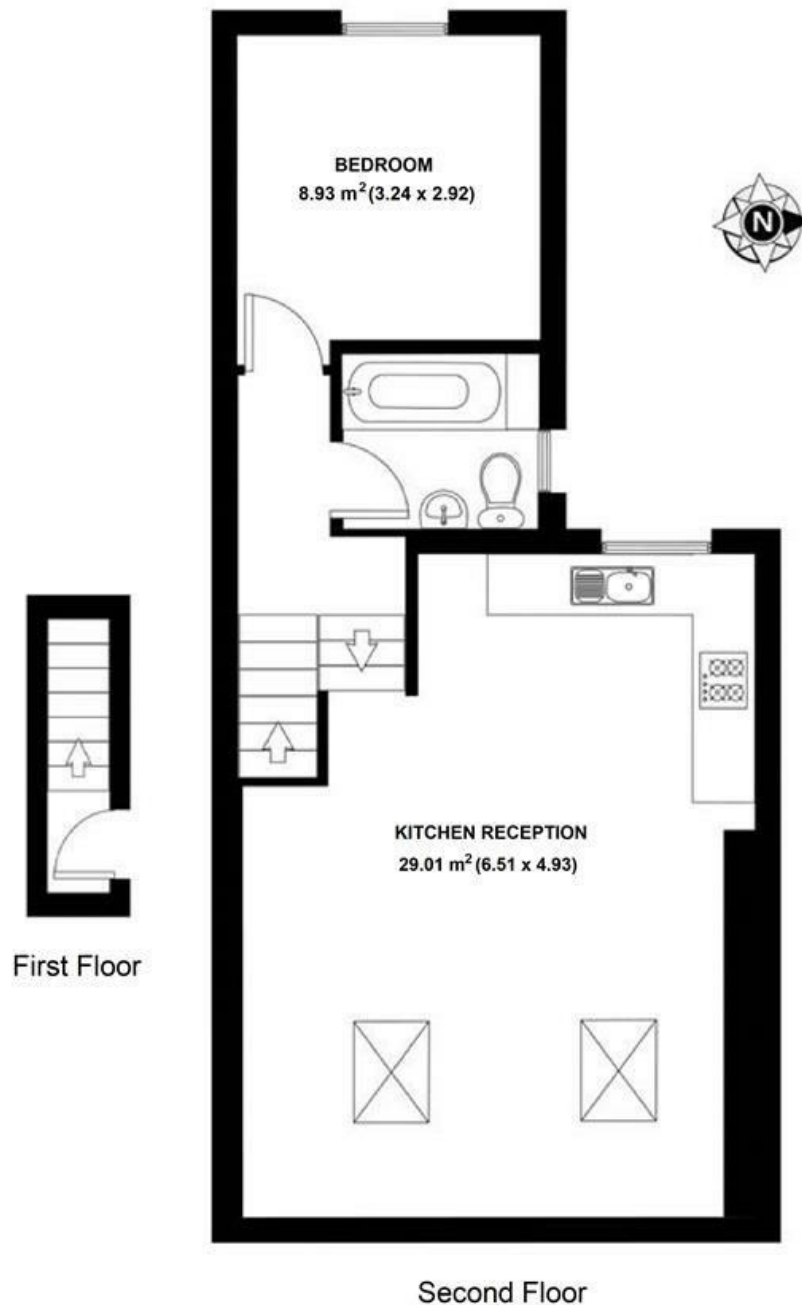 BEDROOM
8.93 m² (3.24 x 2.92)
N
KITCHEN RECEPTION
29.01 m² (6.51 x 4.93)
First Floor
Second Floor